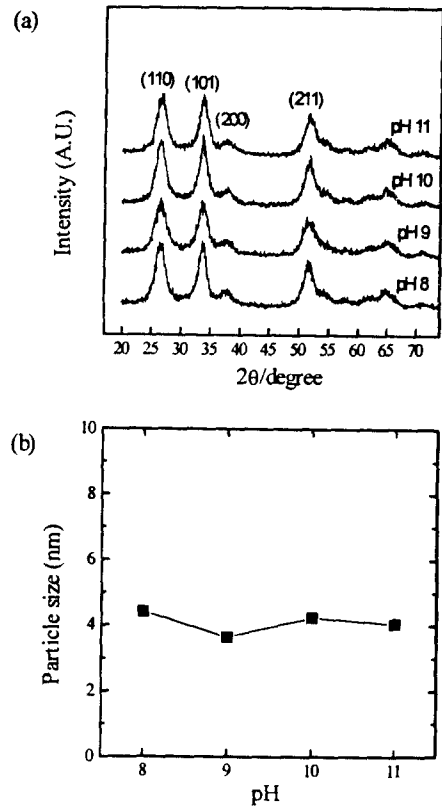 (a)
Intensity (A.U.)
(110) (101) (200) (211)
pH 11
pH 10
pH 9
pH 8
20 25 30 35 40 45 50 55 60 65 70
2θ/degree
(b)
Particle size (nm)
10
8
6
4
2
0
8 9 10 11
pH